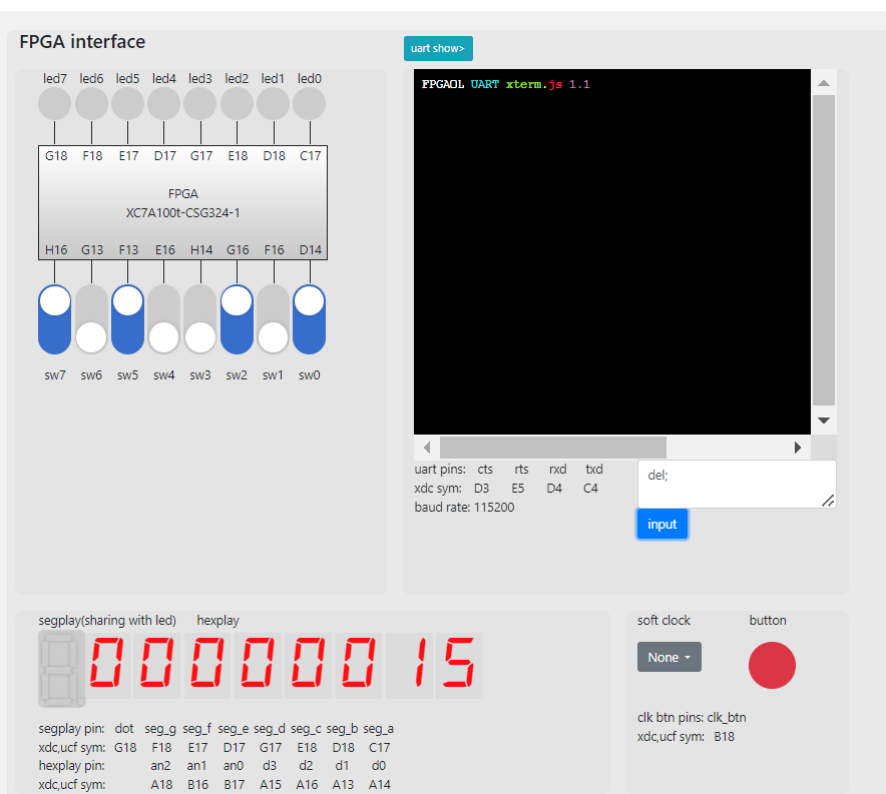 FPGA interface
uart show>
led7 led6 led5 led4 led3 led2 led1 led0
G18 F18 E17 D17 G17 E18 D18 C17
FPGA
XC7A100t-CSG324-1
H16 G13 F13 E16 H14 G16 F16 D14
sw7 sw6 sw5 sw4 sw3 sw2 sw1 sw0
FPGAOL UART xterm.js 1.1
uart pins: cts rts rxd txd
xdc sym: D3 E5 D4 C4
baud rate: 115200
del;
input
segplay(sharing with led) hexplay
00000015
segplay pin: dot seg_g seg_f seg_e seg_d seg_c seg_b seg_a
xdc,ucf sym: G18 F18 E17 D17 G17 E18 D18 C17
hexplay pin: an2 an1 an0 d3 d2 d1 d0
xdc,ucf sym: A18 B16 B17 A15 A16 A13 A14
soft clock button
None
clk btn pins: clk_btn
xdc,ucf sym: B18